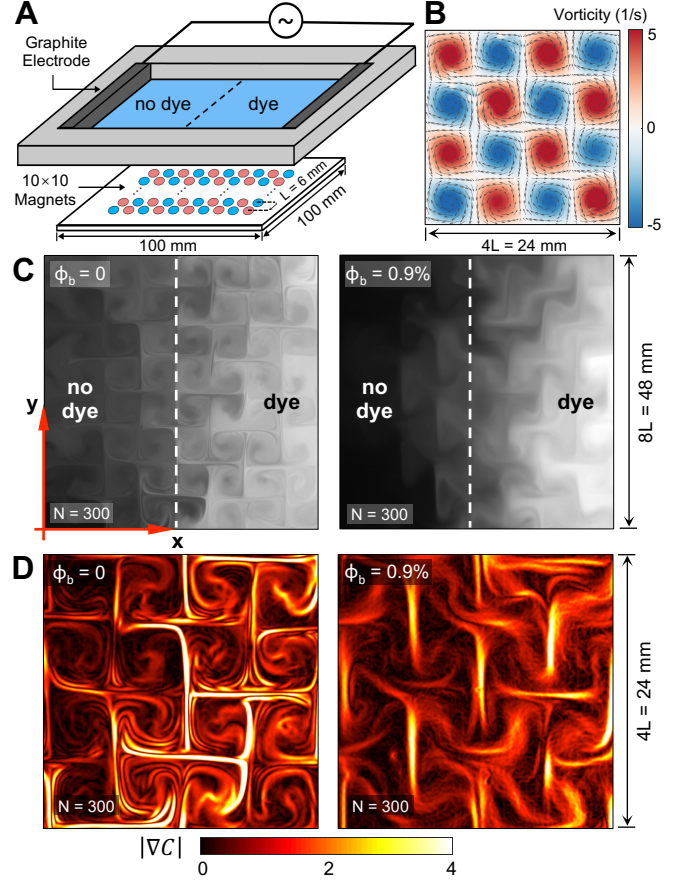 A
~
Graphite
Electrode
no dye
dye
10×10
Magnets
L = 6 mm
100 mm
100 mm
B
Vorticity (1/s)
5
0
-5
4L = 24 mm
C
ϕb = 0
no
dye
dye
y
N = 300
x
ϕb = 0.9%
no
dye
dye
N = 300
8L = 48 mm
D
ϕb = 0
N = 300
ϕb = 0.9%
N = 300
4L = 24 mm
|∇C|
0
2
4